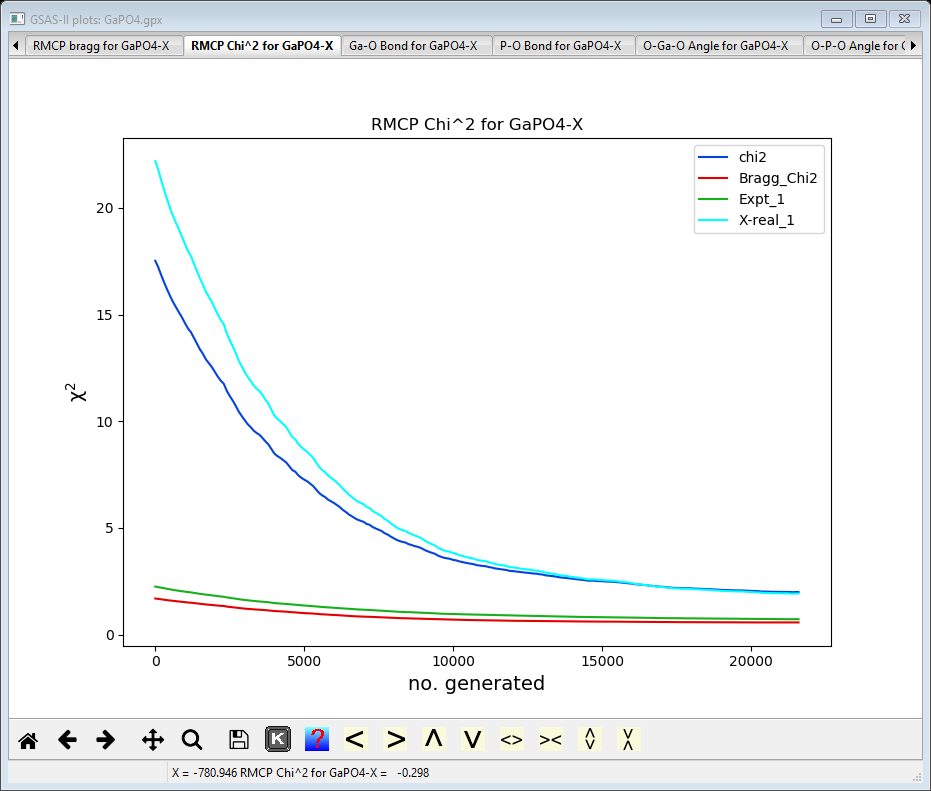 GSAS-II plots: GaPO4.gpx
RMCP bragg for GaPO4-X RMCP Chi^2 for GaPO4-X Ga-O Bond for GaPO4-X P-O Bond for GaPO4-X O-Ga-O Angle for GaPO4-X O-P-O Angle for
RMCP Chi^2 for GaPO4-X
chi2
Bragg_Chi2
Expt_1
X-real_1
χ²
20
15
10
5
0
0 5000 10000 15000 20000
no. generated
K ? < > Λ V <> ><
X = -780.946 RMCP Chi^2 for GaPO4-X = -0.298